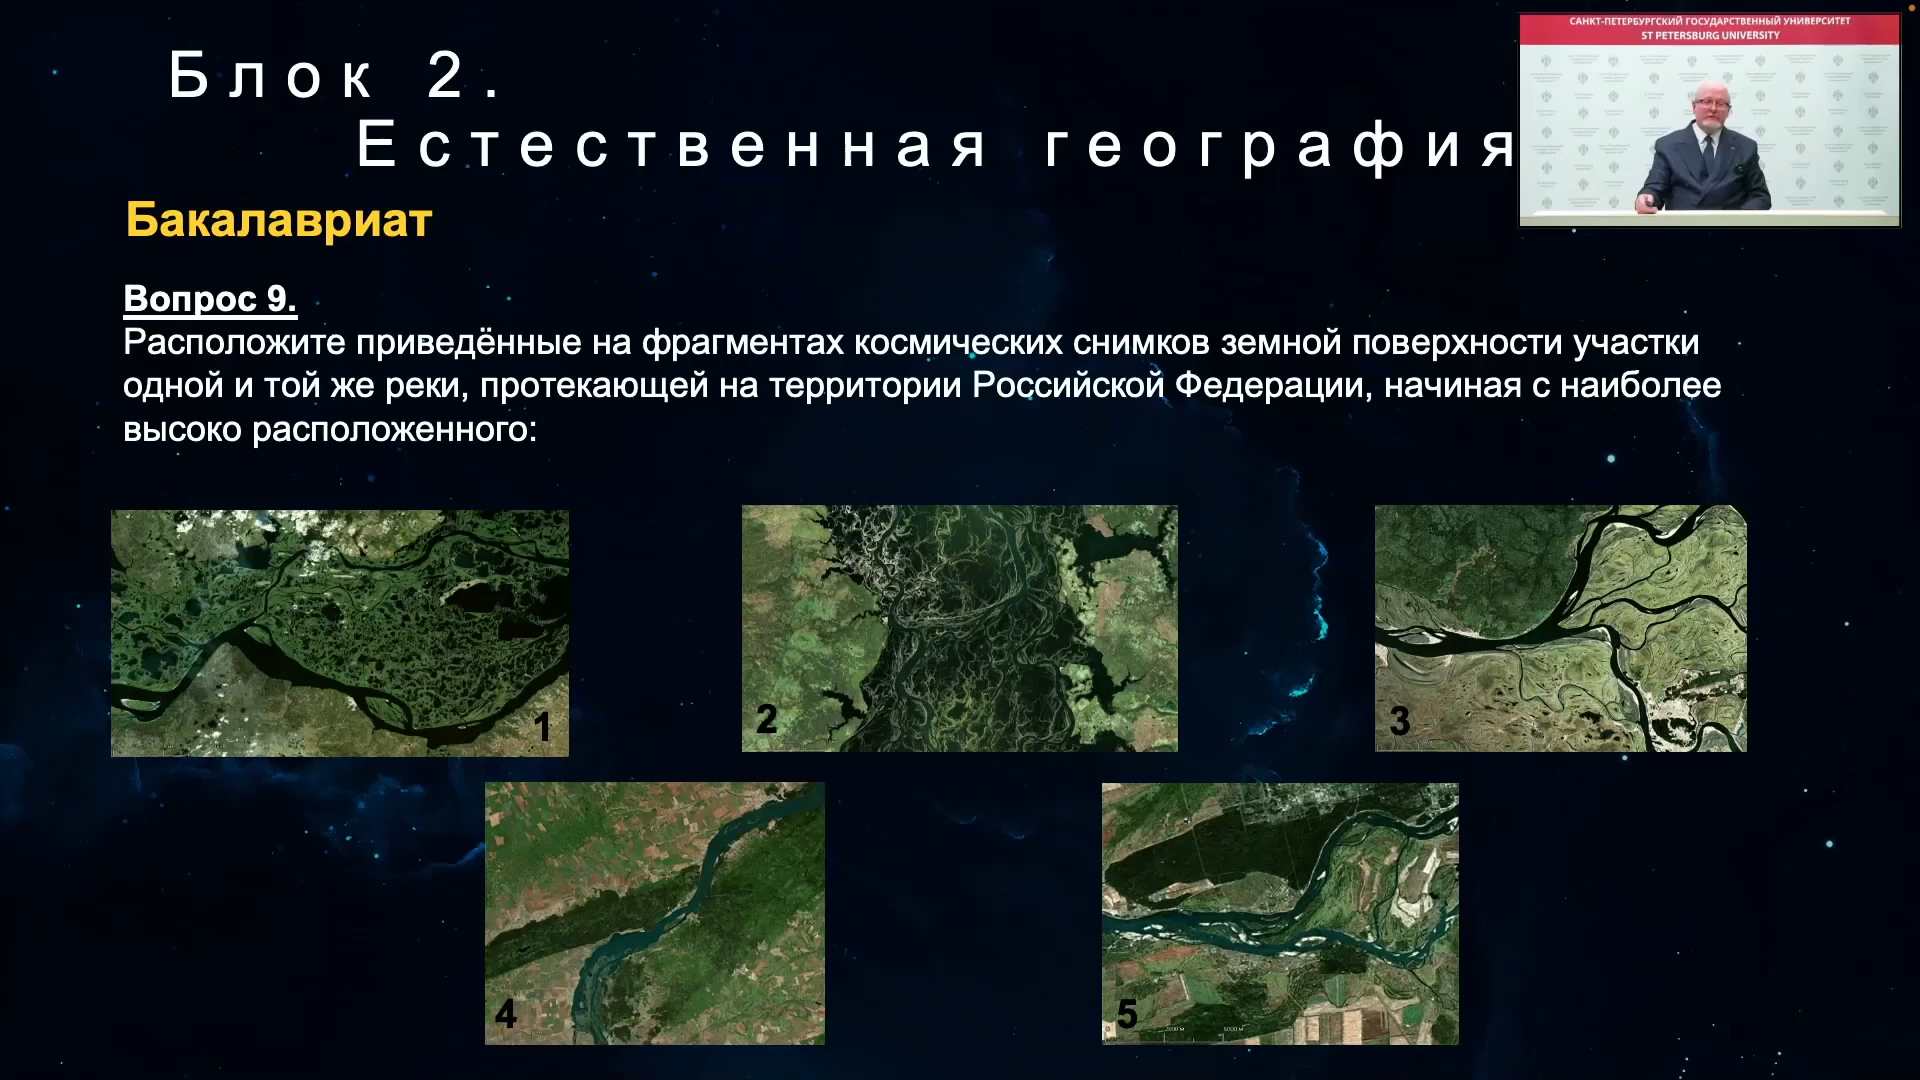 САНКТ-ПЕТЕРБУРГСКИЙ ГОСУДАРСТВЕННЫЙ УНИВЕРСИТЕТ
ST PETERSBURG UNIVERSITY
Блок 2.
Естественная география
Бакалавриат
Вопрос 9.
Расположите приведённые на фрагментах космических снимков земной поверхности участки
одной и той же реки, протекающей на территории Российской Федерации, начиная с наиболее
высоко расположенного:
1
2
3
4
5